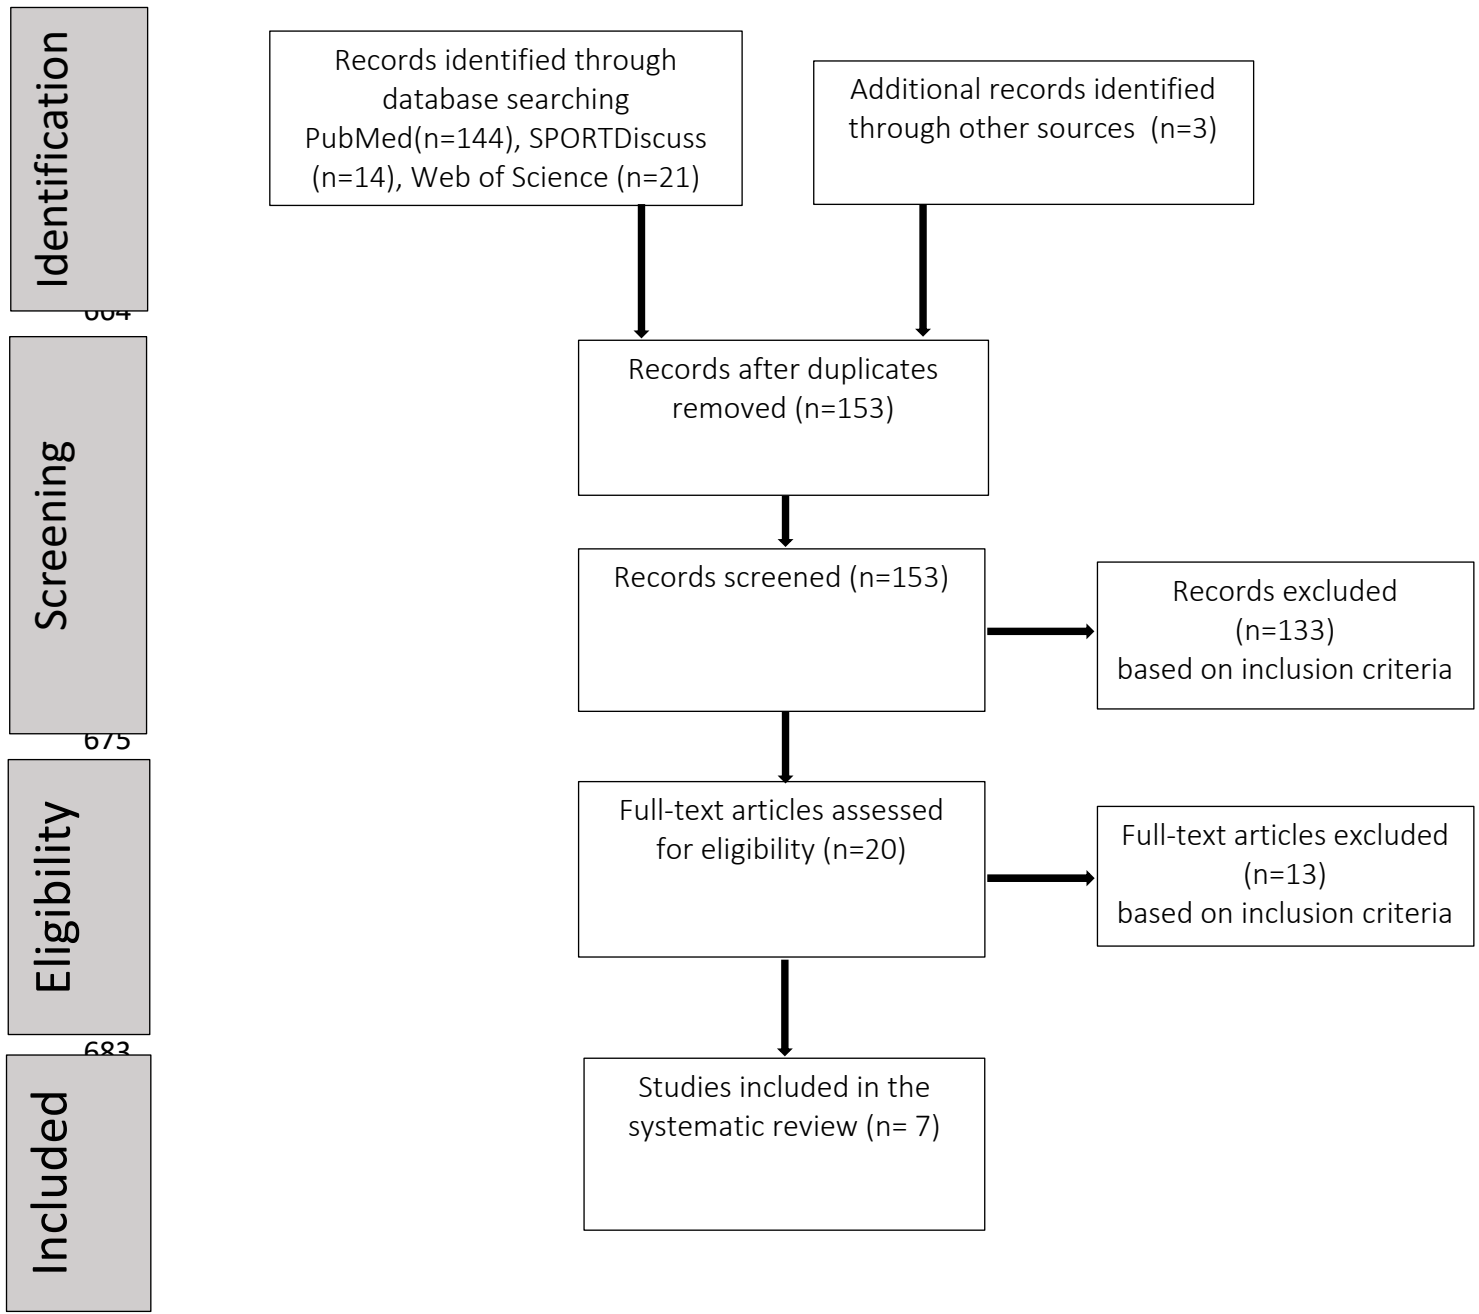 Identification
Records identified through
database searching
PubMed(n=144), SPORTDiscuss
(n=14), Web of Science (n=21)
Additional records identified
through other sources  (n=3)
Screening
Records after duplicates
removed (n=153)
Records screened (n=153)
Records excluded
(n=133)
based on inclusion criteria
675
Eligibility
Full-text articles assessed
for eligibility (n=20)
Full-text articles excluded
(n=13)
based on inclusion criteria
683
Included
Studies included in the
systematic review (n= 7)